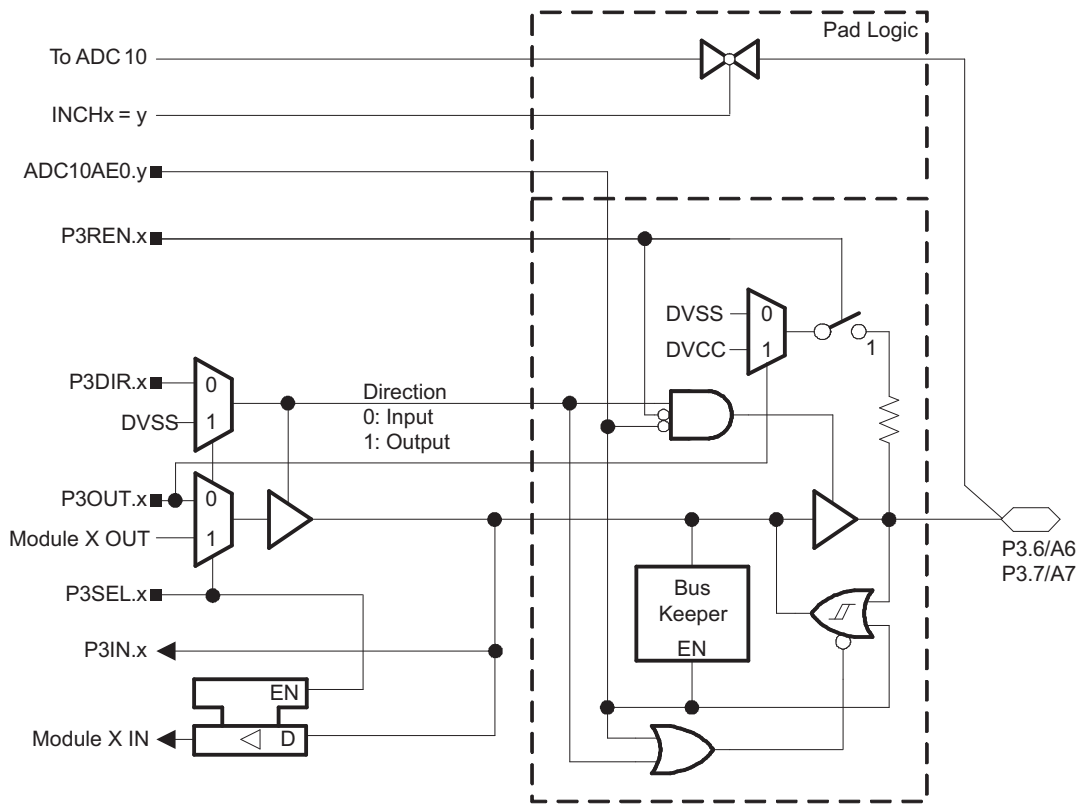 Pad Logic
To ADC 10
INCHx = y
ADC10AE0.y
P3REN.x
DVSS
0
DVCC
1
1
P3DIR.x
0
DVSS
1
Direction
0: Input
1: Output
P3OUT.x
0
Module X OUT
1
P3.6/A6
P3.7/A7
P3SEL.x
Bus
Keeper
EN
P3IN.x
EN
Module X IN
D